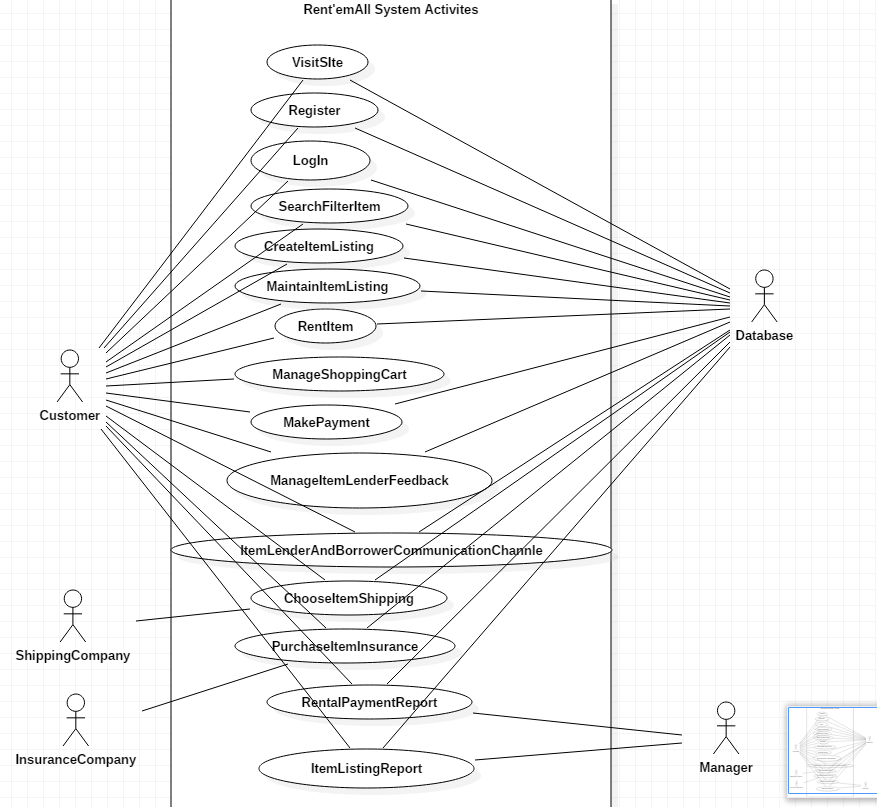 Rent'emAll System Activites
VisitSIte
Register
LogIn
SearchFilterItem
CreateItemListing
MaintainItemListing
RentItem
Database
ManageShoppingCart
Customer
MakePayment
ManageItemLenderFeedback
ItemLenderAndBorrowerCommunicationChannle
ChooseItemShipping
ShippingCompany
PurchaseItemInsurance
RentalPaymentReport
InsuranceCompany
Manager
ItemListingReport